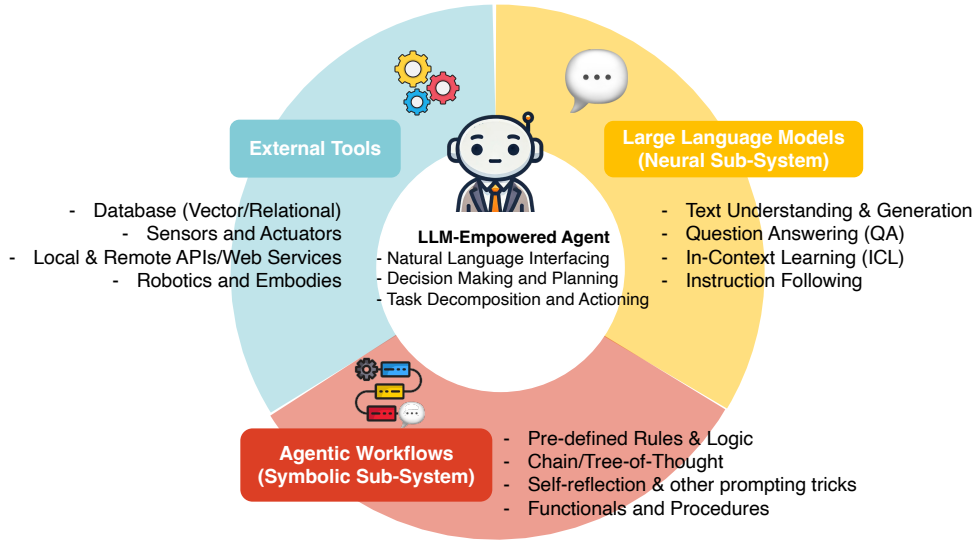 External Tools
- Database (Vector/Relational)
- Sensors and Actuators
- Local & Remote APIs/Web Services
- Robotics and Embodies
Large Language Models
(Neural Sub-System)
- Text Understanding & Generation
- Question Answering (QA)
- In-Context Learning (ICL)
- Instruction Following
LLM-Empowered Agent
- Natural Language Interfacing
- Decision Making and Planning
- Task Decomposition and Actioning
Agentic Workflows
(Symbolic Sub-System)
- Pre-defined Rules & Logic
- Chain/Tree-of-Thought
- Self-reflection & other prompting tricks
- Functionals and Procedures